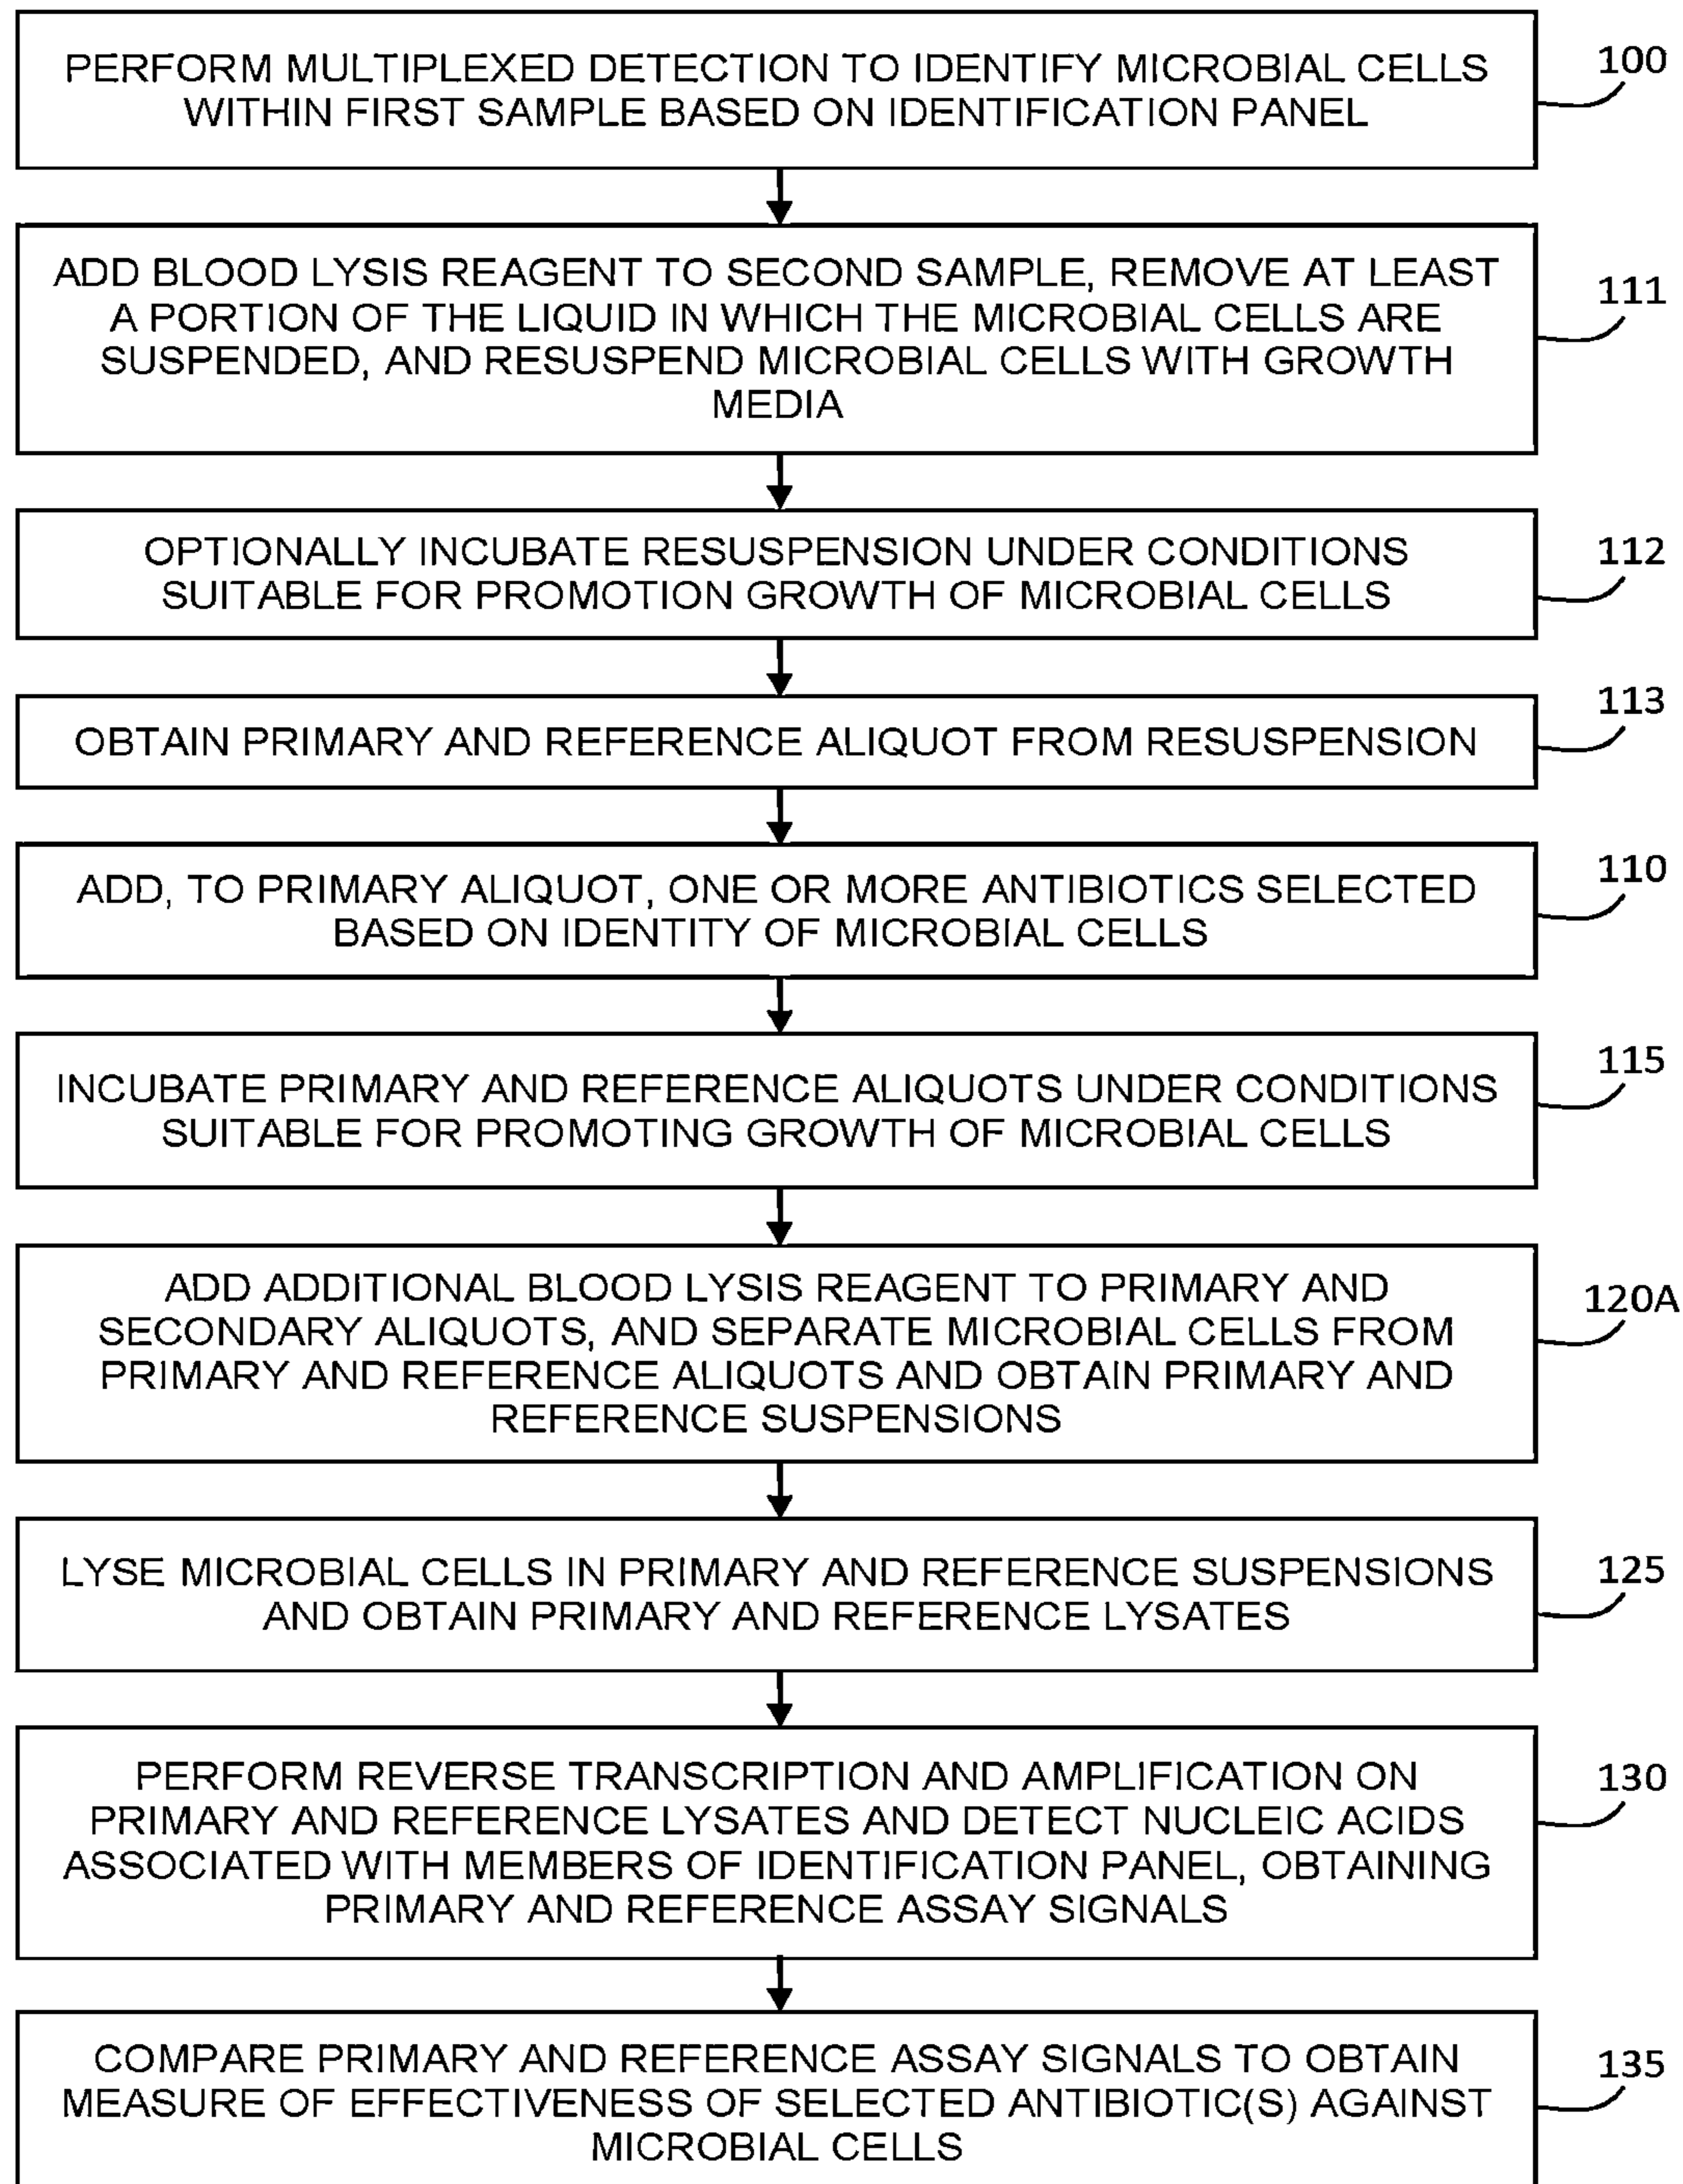 PERFORM MULTIPLEXED DETECTION TO IDENTIFY MICROBIAL CELLS
WITHIN FIRST SAMPLE BASED ON IDENTIFICATION PANEL
100
ADD BLOOD LYSIS REAGENT TO SECOND SAMPLE, REMOVE AT LEAST
A PORTION OF THE LIQUID IN WHICH THE MICROBIAL CELLS ARE
SUSPENDED, AND RESUSPEND MICROBIAL CELLS WITH GROWTH
MEDIA
111
OPTIONALLY INCUBATE RESUSPENSION UNDER CONDITIONS
SUITABLE FOR PROMOTION GROWTH OF MICROBIAL CELLS
112
OBTAIN PRIMARY AND REFERENCE ALIQUOT FROM RESUSPENSION
113
ADD, TO PRIMARY ALIQUOT, ONE OR MORE ANTIBIOTICS SELECTED
BASED ON IDENTITY OF MICROBIAL CELLS
110
INCUBATE PRIMARY AND REFERENCE ALIQUOTS UNDER CONDITIONS
SUITABLE FOR PROMOTING GROWTH OF MICROBIAL CELLS
115
ADD ADDITIONAL BLOOD LYSIS REAGENT TO PRIMARY AND
SECONDARY ALIQUOTS, AND SEPARATE MICROBIAL CELLS FROM
PRIMARY AND REFERENCE ALIQUOTS AND OBTAIN PRIMARY AND
REFERENCE SUSPENSIONS
120A
LYSE MICROBIAL CELLS IN PRIMARY AND REFERENCE SUSPENSIONS
AND OBTAIN PRIMARY AND REFERENCE LYSATES
125
PERFORM REVERSE TRANSCRIPTION AND AMPLIFICATION ON
PRIMARY AND REFERENCE LYSATES AND DETECT NUCLEIC ACIDS
ASSOCIATED WITH MEMBERS OF IDENTIFICATION PANEL, OBTAINING
PRIMARY AND REFERENCE ASSAY SIGNALS
130
COMPARE PRIMARY AND REFERENCE ASSAY SIGNALS TO OBTAIN
MEASURE OF EFFECTIVENESS OF SELECTED ANTIBIOTIC(S) AGAINST
MICROBIAL CELLS
135